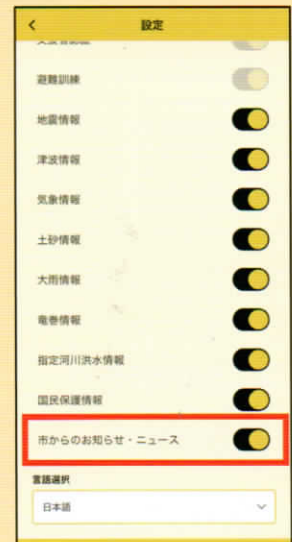 設定
避難訓練
地震情報
津波情報
気象情報
土砂情報
大雨情報
竜巻情報
指定河川洪水情報
国民保護情報
市からのお知らせ・ニュース
言語選択
日本語